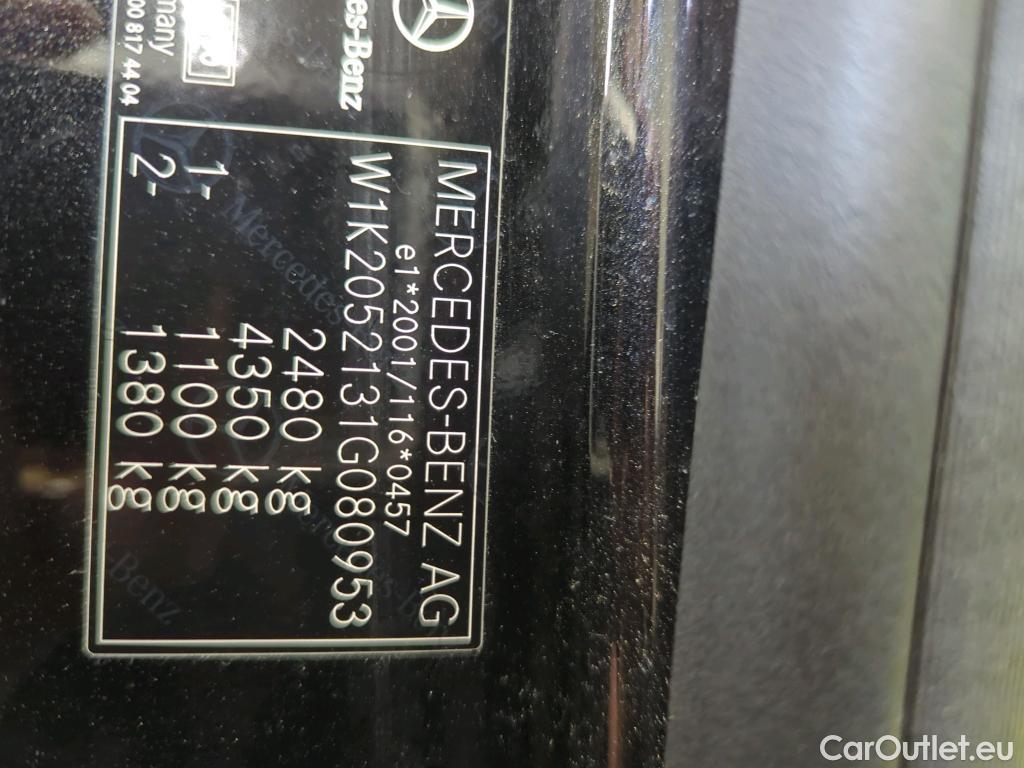 es-Benz
many
00 817 44 04
MERCEDES-BENZ AG
e1*2001/116*0457
W1K2052131G080953
2480 kg
4350 kg
1- 1100 kg
2- 1380 kg
CarOutlet.eu